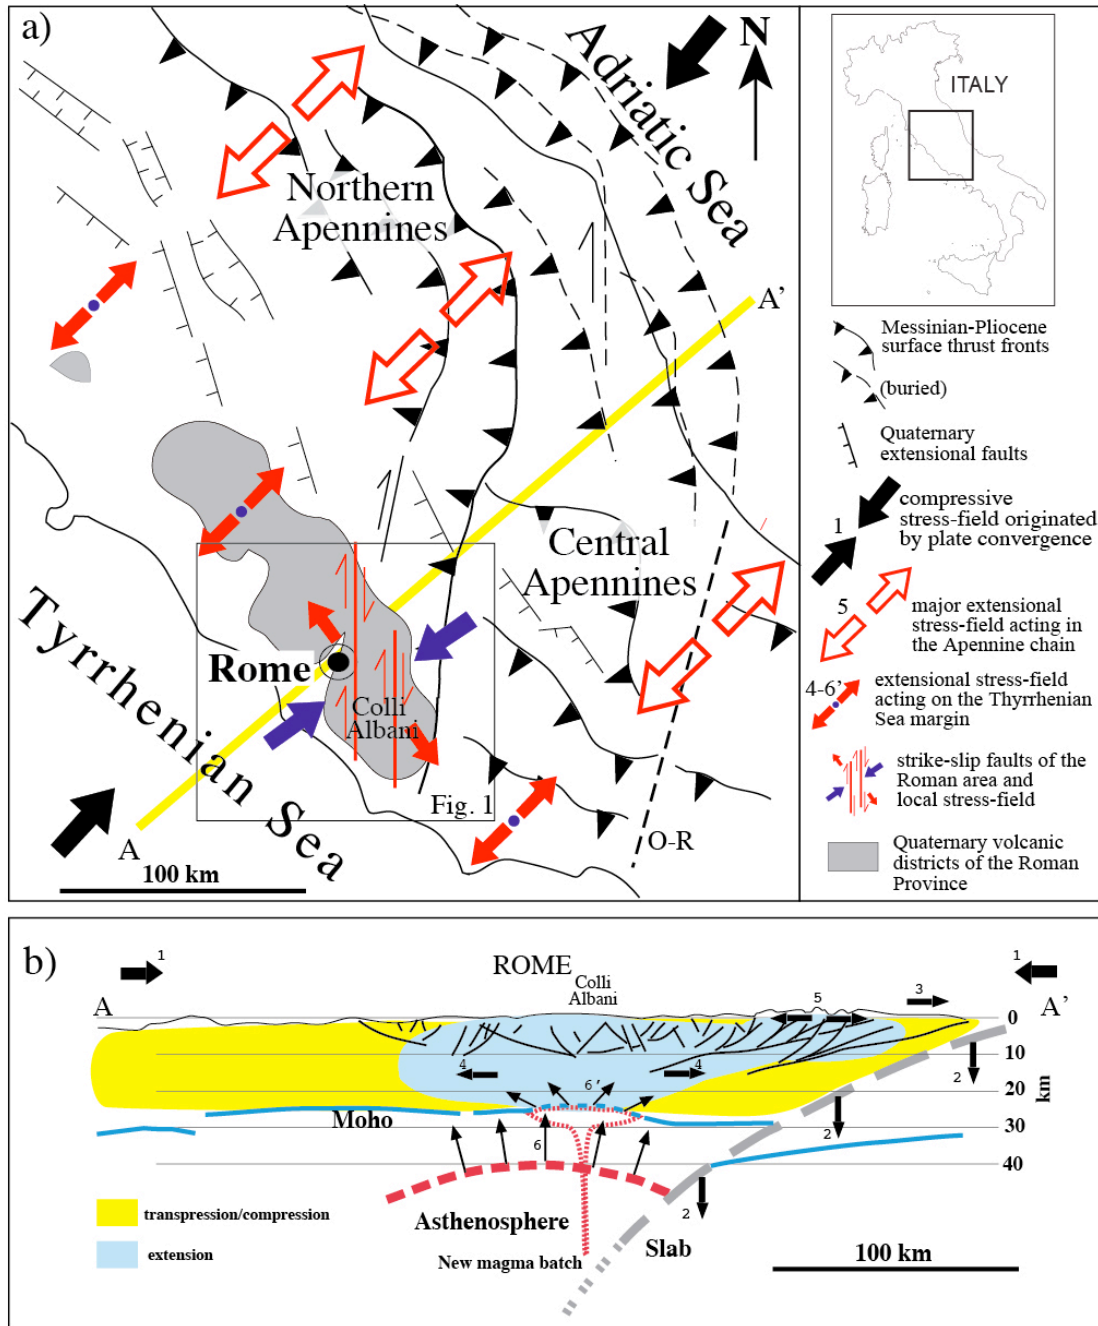 a)
N
Adriatic Sea
Northern
Apennines
A'
Central
Apennines
Rome
Colli
Albani
Tyrrhenian Sea
Fig. 1
O-R
A
100 km
ITALY
Messinian-Pliocene
surface thrust fronts
(buried)
Quaternary
extensional faults
1
compressive
stress-field originated
by plate convergence
5
major extensional
stress-field acting in
the Apennine chain
4-6'
extensional stress-field
acting on the Thyrrhenian
Sea margin
strike-slip faults of the
Roman area and
local stress-field
Quaternary volcanic
districts of the Roman
Province
b)
1
ROME
Colli
Albani
1
A
5
3
A'
0
10
4
4
2
km
6'
20
Moho
30
6
2
40
2
transpression/compression
Asthenosphere
extension
Slab
New magma batch
100 km